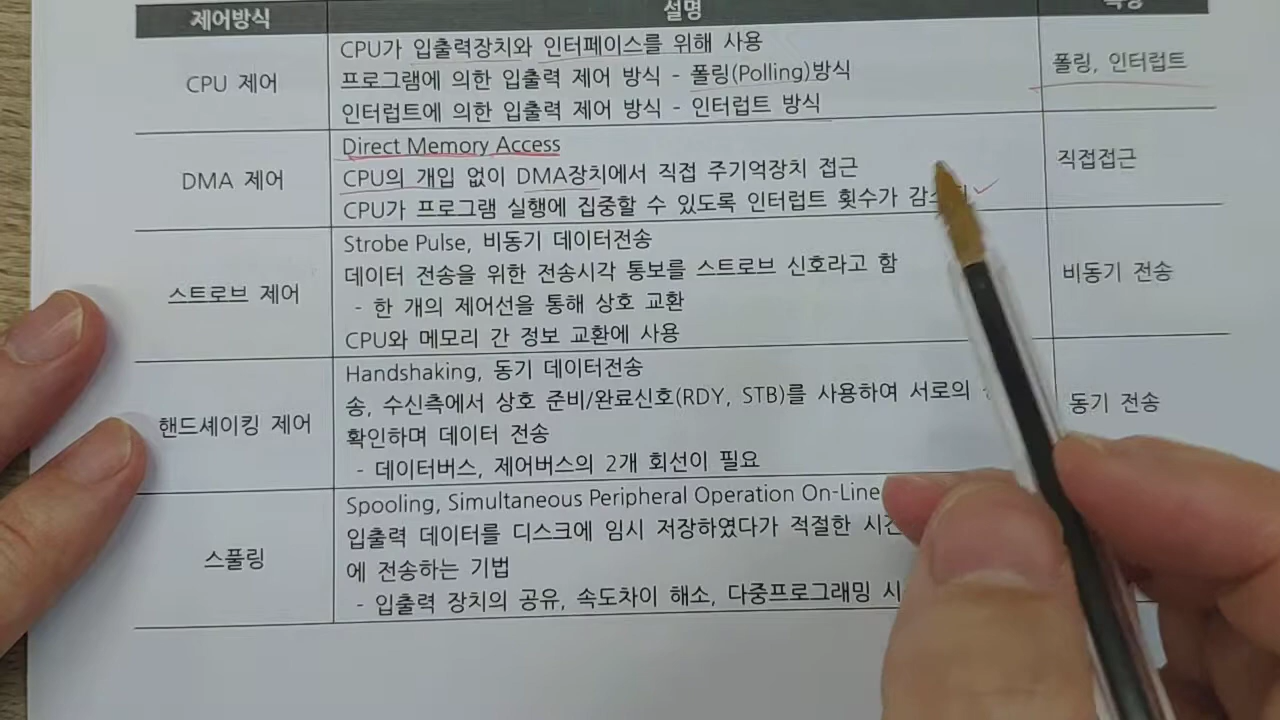 제어방식 설명
CPU가 입출력장치와 인터페이스를 위해 사용
CPU 제어 프로그램에 의한 입출력 제어 방식 - 폴링(Polling)방식 폴링, 인터럽트
인터럽트에 의한 입출력 제어 방식 - 인터럽트 방식
Direct Memory Access
DMA 제어 CPU의 개입 없이 DMA장치에서 직접 주기억장치 접근 직접접근
CPU가 프로그램 실행에 집중할 수 있도록 인터럽트 횟수가
Strobe Pulse, 비동기 데이터전송
데이터 전송을 위한 전송시각 통보를 스트로브 신호라고 함
스트로브 제어 - 한 개의 제어선을 통해 상호 교환 비동기 전송
CPU와 메모리 간 정보 교환에 사용
Handshaking, 동기 데이터전송
송, 수신측에서 상호 준비/완료신호(RDY, STB)를 사용하여 서로의
핸드셰이킹 제어 확인하며 데이터 전송 동기 전송
- 데이터버스, 제어버스의 2개 회선이 필요
Spooling, Simultaneous Peripheral Operation On-Line
입출력 데이터를 디스크에 임시 저장하였다가 적절한
스풀링 에 전송하는 기법
- 입출력 장치의 공유, 속도차이 해소, 다중프로그래밍